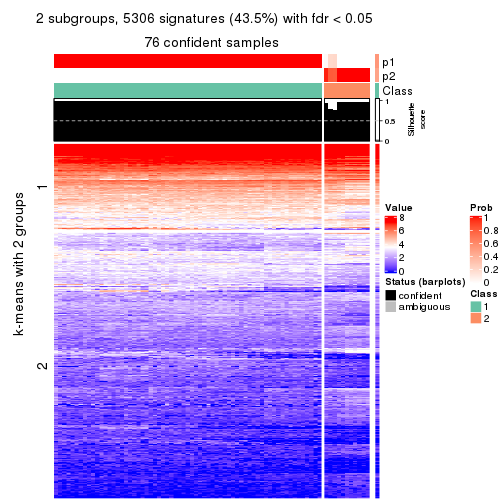 2 subgroups, 5306 signatures (43.5%) with fdr < 0.05
76 confident samples
p1
p2
Class
1
0.5
0
Silhouette
score
k-means with 2 groups
1
2
Value
8
6
4
2
0
Status (barplots)
confident
ambiguous
Prob
1
0.8
0.6
0.4
0.2
0
Class
1
2